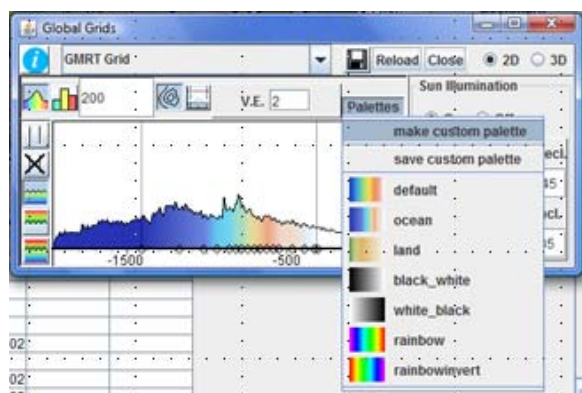 Global Grids
GMRT Grid Reload Close 2D 3D
200 V.E. 2 Palettes Sun Illumination
make custom palette
save custom palette
default
ocean
land
black_white
white_black
rainbow
rainbowinvert
-1500 -500
02
02